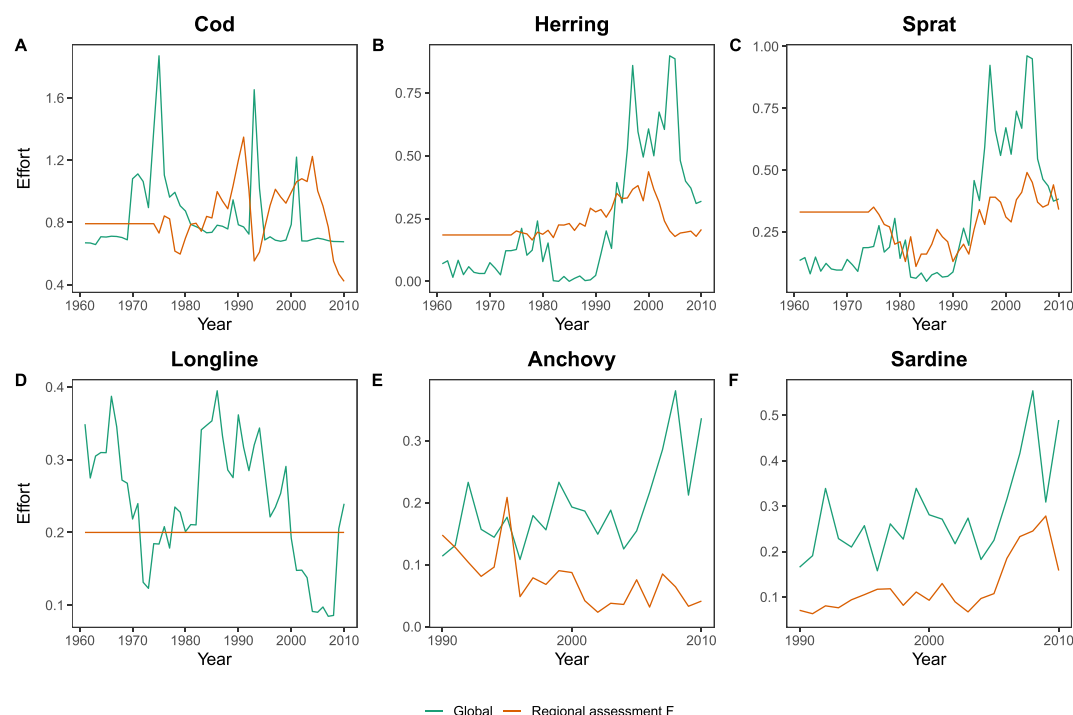 Cod
Herring
Sprat
A
B
C
Effort
1.6
1.2
0.8
0.4
0.75
0.50
0.25
0.00
1.00
0.75
0.50
0.25
1960 1970 1980 1990 2000 2010
1960 1970 1980 1990 2000 2010
1960 1970 1980 1990 2000 2010
Year
Year
Year
Longline
Anchovy
Sardine
D
E
F
Effort
0.4
0.3
0.2
0.1
0.3
0.2
0.1
0.0
0.5
0.4
0.3
0.2
0.1
1960 1970 1980 1990 2000 2010
1990 2000 2010
1990 2000 2010
Year
Year
Year
Global Regional assessment F